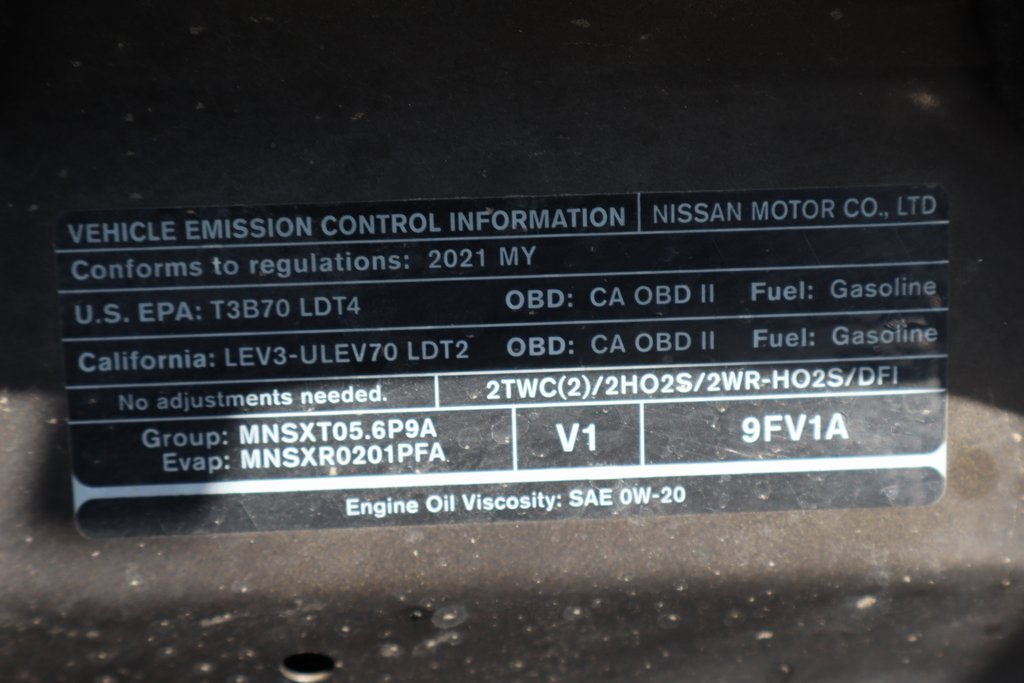 VEHICLE EMISSION CONTROL INFORMATION NISSAN MOTOR CO., LTD
Conforms to regulations: 2021 MY
U.S. EPA: T3B70 LDT4 OBD: CA OBD II Fuel: Gasoline
California: LEV3-ULEV70 LDT2 OBD: CA OBD II Fuel: Gasoline
No adjustments needed. 2TWC(2)/2HO2S/2WR-HO2S/DFI
Group: MNSXT05.6P9A V1 9FV1A
Evap: MNSXR0201PFA
Engine Oil Viscosity: SAE 0W-20